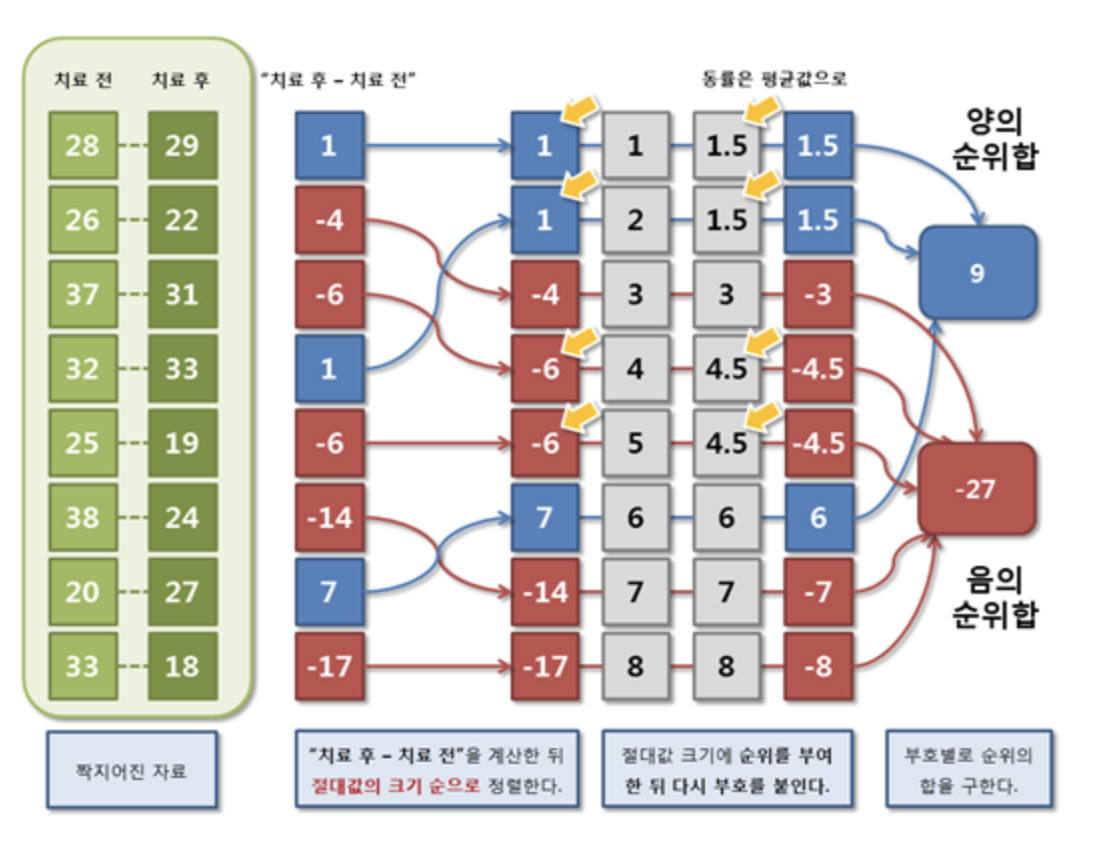 치료 전 치료 후 “치료 후 – 치료 전” 동률은 평균값으로
양의
순위합
28 29 1 1 1 1.5 1.5
26 22 -4 1 2 1.5 1.5
9
37 31 -6 -4 3 3 -3
32 33 1 -6 4 4.5 -4.5
25 19 -6 -6 5 4.5 -4.5
-27
38 24 -14 7 6 6 6
20 27 7 -14 7 7 -7
음의
순위합
33 18 -17 -17 8 8 -8
짝지어진 자료
“치료 후 – 치료 전”을 계산한 뒤
절대값의 크기 순으로 정렬한다.
절대값 크기에 순위를 부여
한 뒤 다시 부호를 붙인다.
부호별로 순위의
합을 구한다.